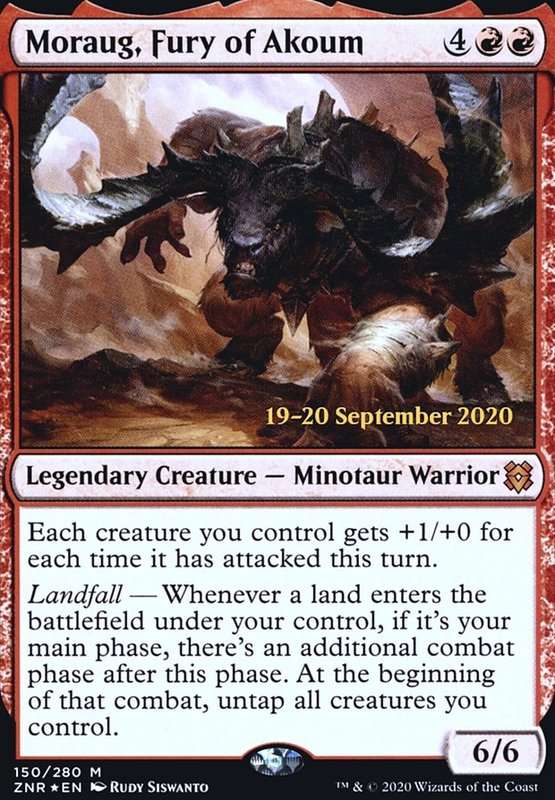 Moraug, Fury of Akoum 4
19-20 September 2020
Legendary Creature — Minotaur Warrior
Each creature you control gets +1/+0 for
each time it has attacked this turn.
Landfall — Whenever a land enters the
battlefield under your control, if it's your
main phase, there's an additional combat
phase after this phase. At the beginning
of that combat, untap all creatures you
control.
6/6
150/280 M
ZNR ★ EN Rudy Siswanto
™ & © 2020 Wizards of the Coast